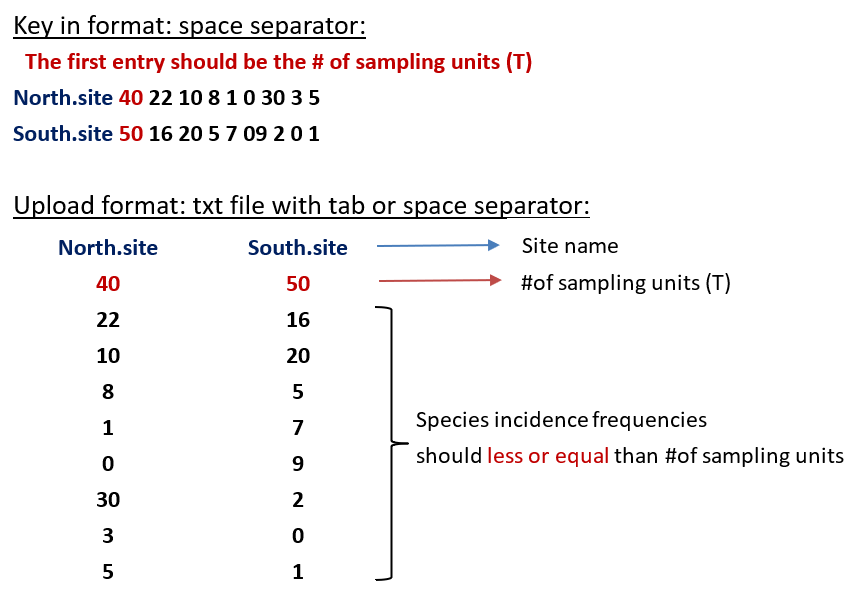 Key in format: space separator:
The first entry should be the # of sampling units (T)
North.site 40 22 10 8 1 0 30 3 5
South.site 50 16 20 5 7 09 2 0 1
Upload format: txt file with tab or space separator:
North.site South.site Site name
40 50 #of sampling units (T)
22 16
10 20
8 5
1 7
0 9
30 2
3 0
5 1
Species incidence frequencies
should less or equal than #of sampling units